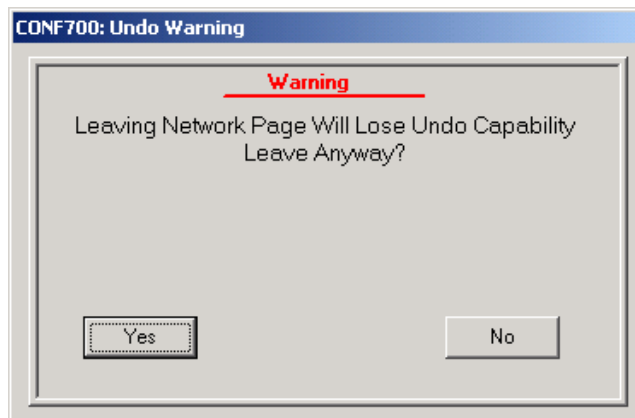 CONF700: Undo Warning
Warning
Leaving Network Page Will Lose Undo Capability
Leave Anyway?
Yes
No